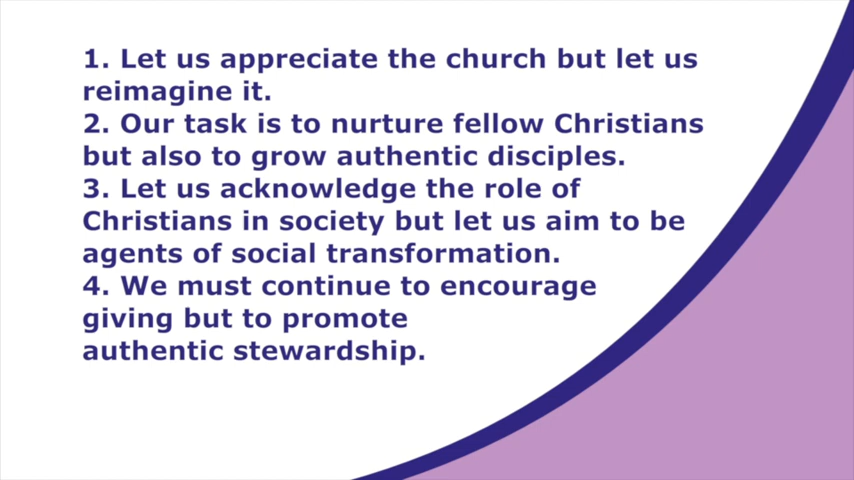 1. Let us appreciate the church but let us
reimagine it.
2. Our task is to nurture fellow Christians
but also to grow authentic disciples.
3. Let us acknowledge the role of
Christians in society but let us aim to be
agents of social transformation.
4. We must continue to encourage
giving but to promote
authentic stewardship.